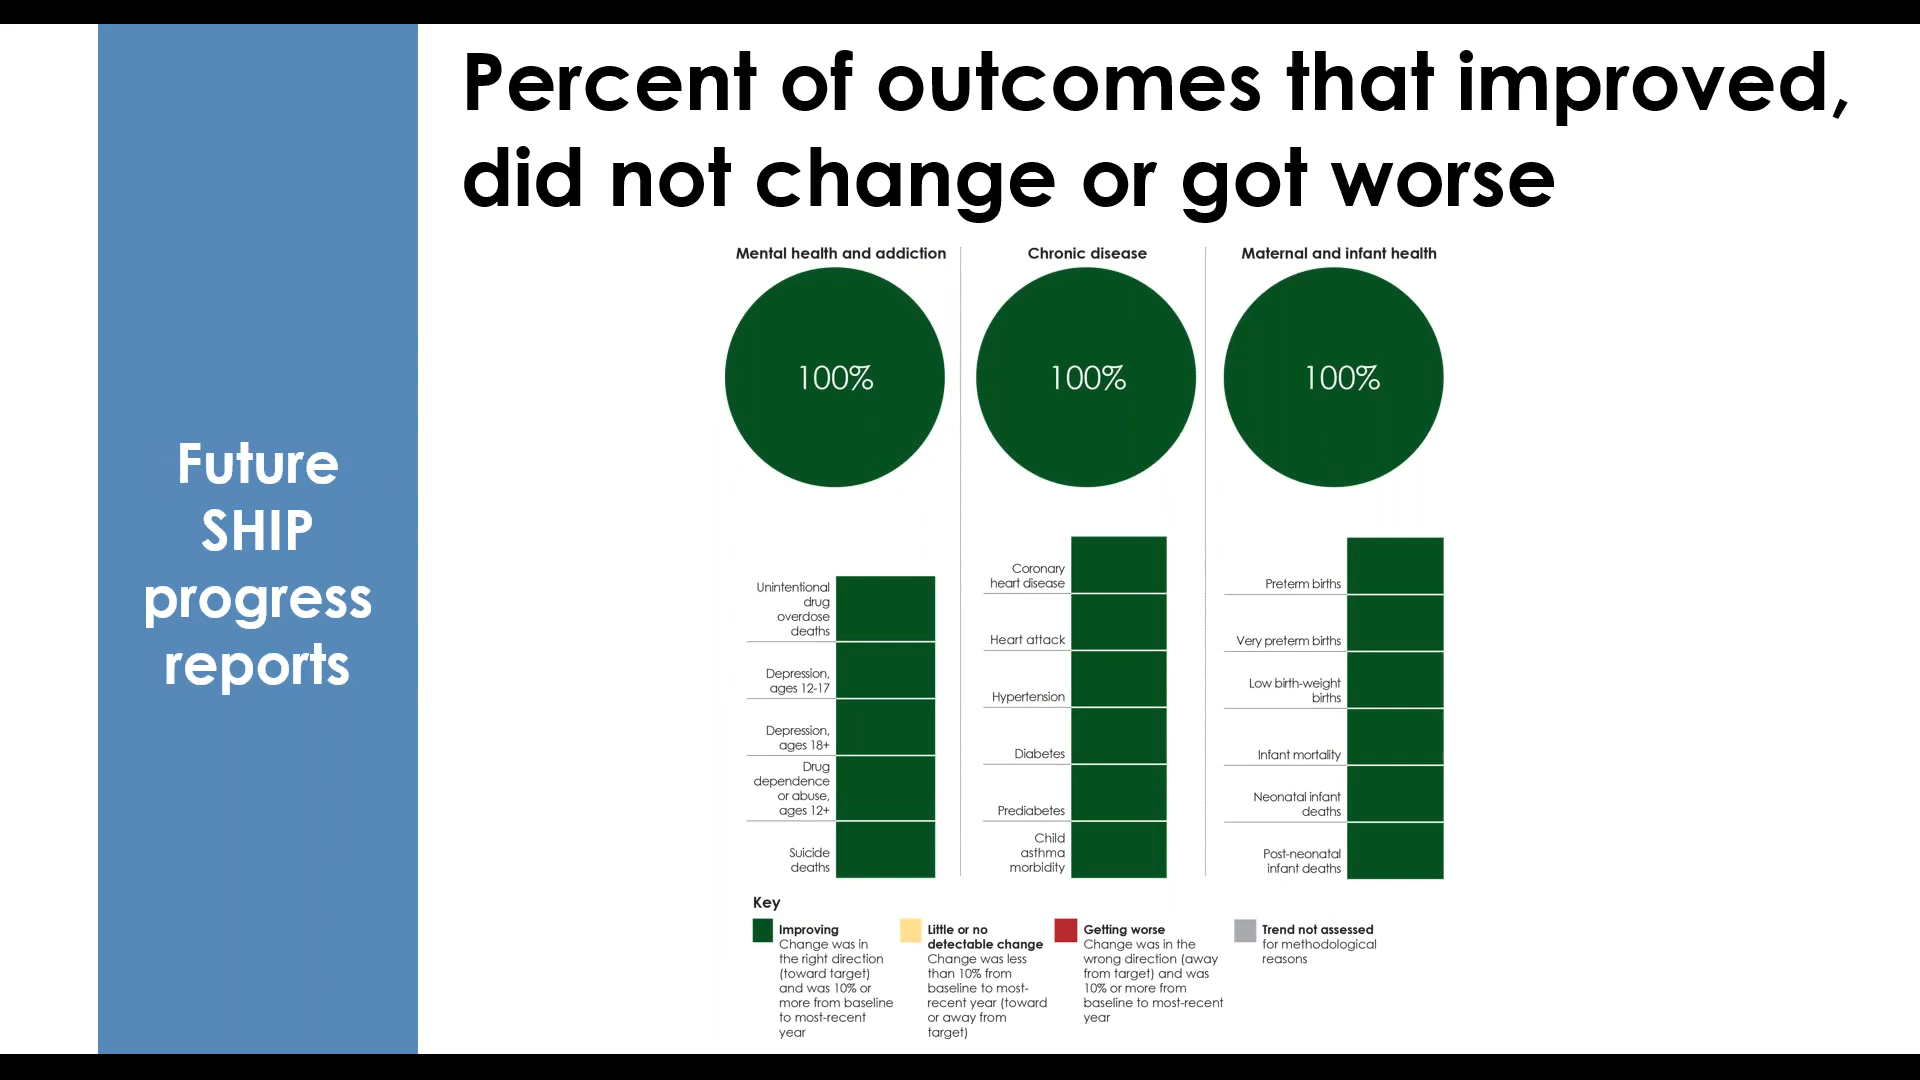 Percent of outcomes that improved,
did not change or got worse
Future
SHIP
progress
reports
Mental health and addiction
100%
Unintentional
drug
overdose
deaths
Depression,
ages 12-17
Depression,
ages 18+
Drug
dependence
or abuse,
ages 12+
Suicide
deaths
Chronic disease
100%
Coronary
heart disease
Heart attack
Hypertension
Diabetes
Prediabetes
Child
asthma
morbidity
Maternal and infant health
100%
Preterm births
Very preterm births
Low birth-weight
births
Infant mortality
Neonatal infant
deaths
Post-neonatal
infant deaths
Key
Improving
Change was in
the right direction
(toward target)
and was 10% or
more from baseline
to most-recent
year
Little or no
detectable change
Change was less
than 10% from
baseline to most-
recent year (toward
or away from
target)
Getting worse
Change was in the
wrong direction (away
from target) and was
10% or more from
baseline to most-recent
year
Trend not assessed
for methodological
reasons